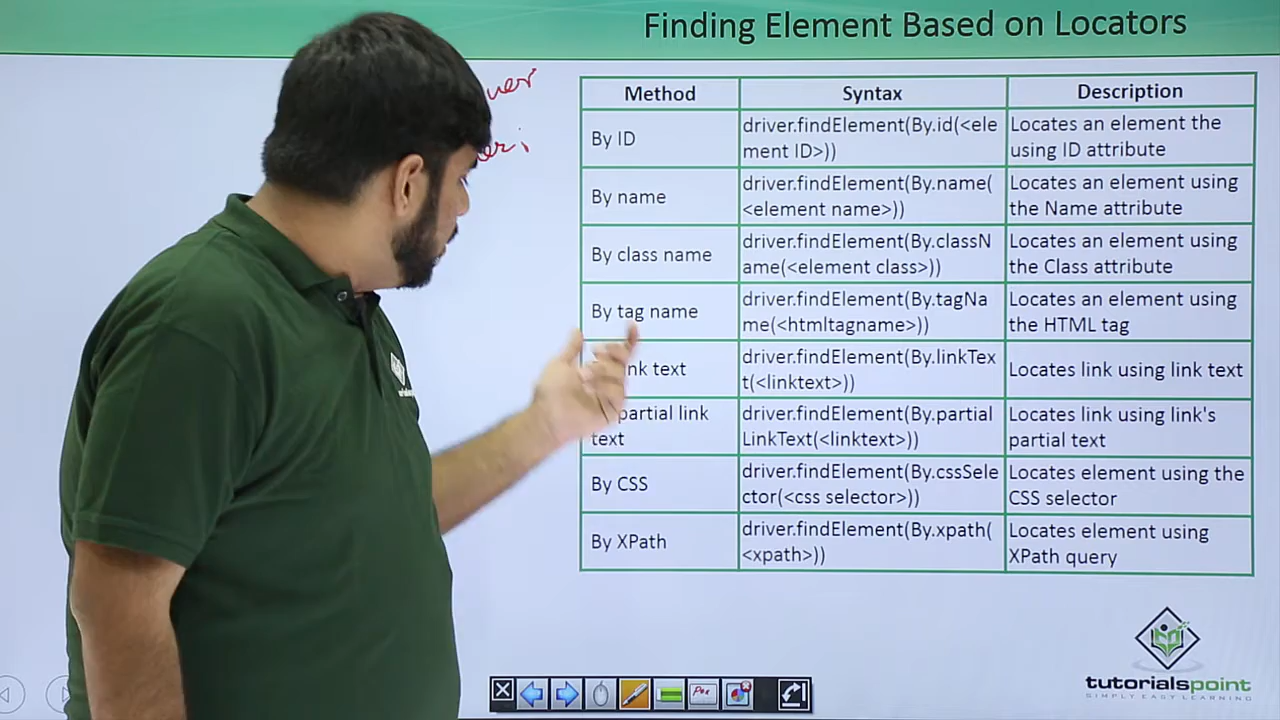 Finding Element Based on Locators
Method Syntax Description
By ID
driver.findElement(By.id(<ele
ment ID>))
Locates an element the
using ID attribute
By name
driver.findElement(By.name(
<element name>))
Locates an element using
the Name attribute
By class name
driver.findElement(By.classN
ame(<element class>))
Locates an element using
the Class attribute
By tag name
driver.findElement(By.tagNa
me(<htmltagname>))
Locates an element using
the HTML tag
text
driver.findElement(By.linkTex
t(<linktext>))
Locates link using link text
partial link
text
driver.findElement(By.partial
LinkText(<linktext>))
Locates link using link's
partial text
By CSS
driver.findElement(By.cssSele
ctor(<css selector>))
Locates element using the
CSS selector
By XPath
driver.findElement(By.xpath(
<xpath>))
Locates element using
XPath query
Pen
tutorialspoint
SIMPLY EASY LEARNING